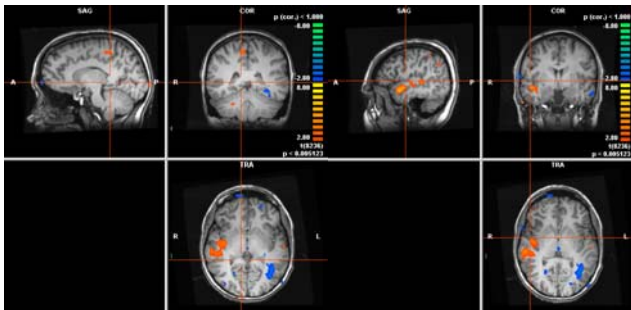 SAG
A
P
COR
R
p (cor.) < 1.000
-8.00
-2.00
8.00
2.00
t(8236)
p < 0.005123
TRA
R
L
SAG
A
P
COR
R
p (cor.) < 1.000
-8.00
-2.00
8.00
2.00
t(8236)
p < 0.005123
TRA
R
L